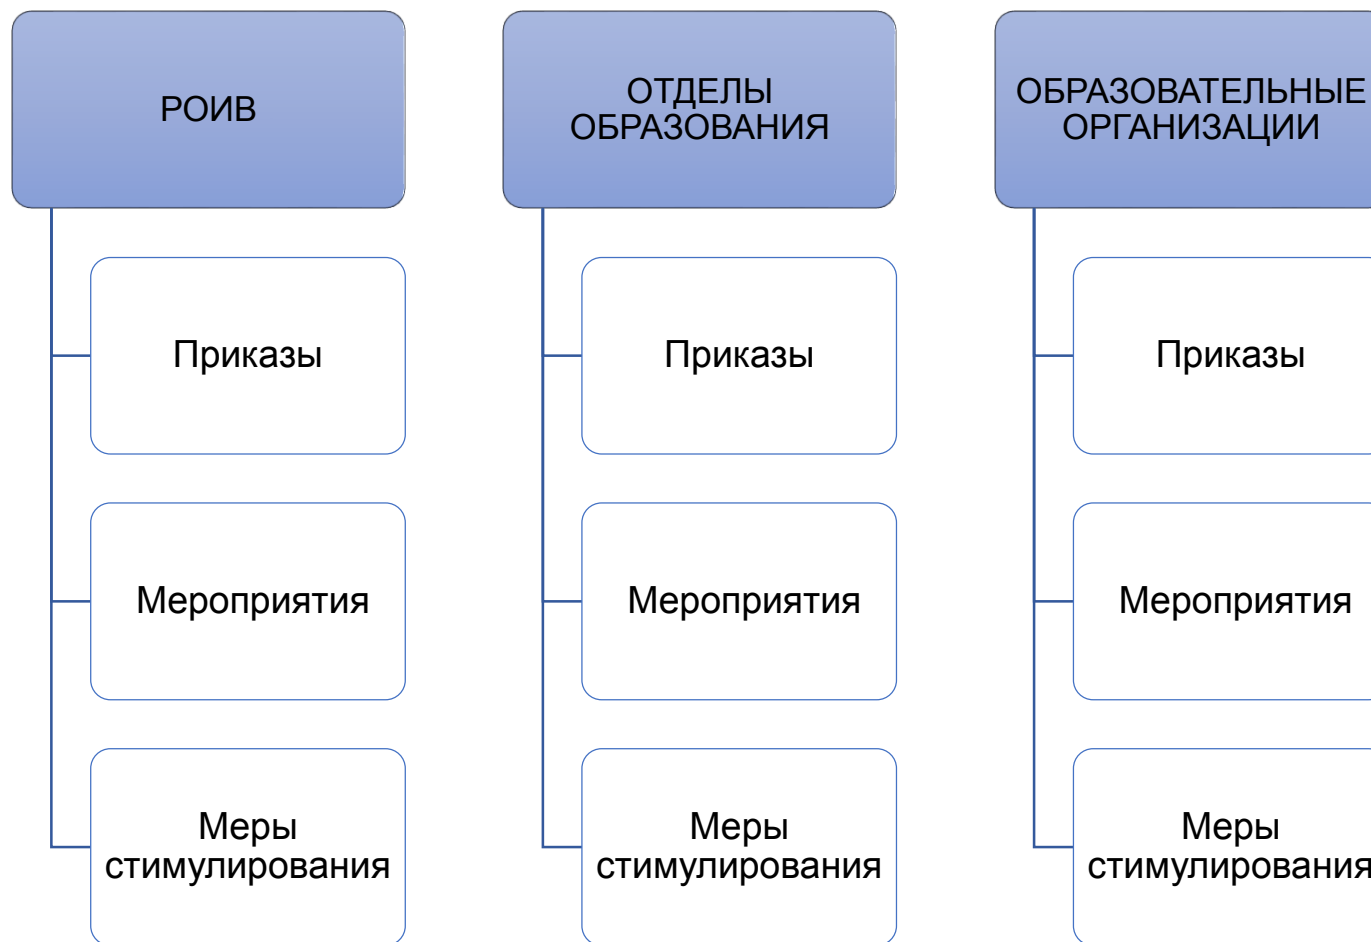 РОИВ
Приказы
Мероприятия
Меры
стимулирования
ОТДЕЛЫ
ОБРАЗОВАНИЯ
Приказы
Мероприятия
Меры
стимулирования
ОБРАЗОВАТЕЛЬНЫЕ
ОРГАНИЗАЦИИ
Приказы
Мероприятия
Меры
стимулирования